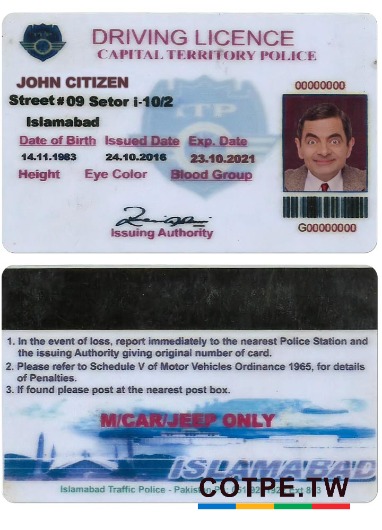 DRIVING LICENCE
CAPITAL TERRITORY POLICE
JOHN CITIZEN
00000000
Street#09 Setor i-10/2
ITP
Islamabad
Date of Birth Issued Date Exp. Date
14.11.1983 24.10.2016 23.10.2021
Height Eye Color Blood Group
G00000000
Issuing Authority
1. In the event of loss, report immediately to the nearest Police Station and
the issuing Authority giving original number of card.
2. Please refer to Schedule V of Motor Vehicles Ordinance 1965, for details
of Penalties.
3. If found please post at the nearest post box.
M/CAR/JEEP ONLY
ISLAMABAD
Islamabad Traffic Police - Pakistan
COTPE.TW